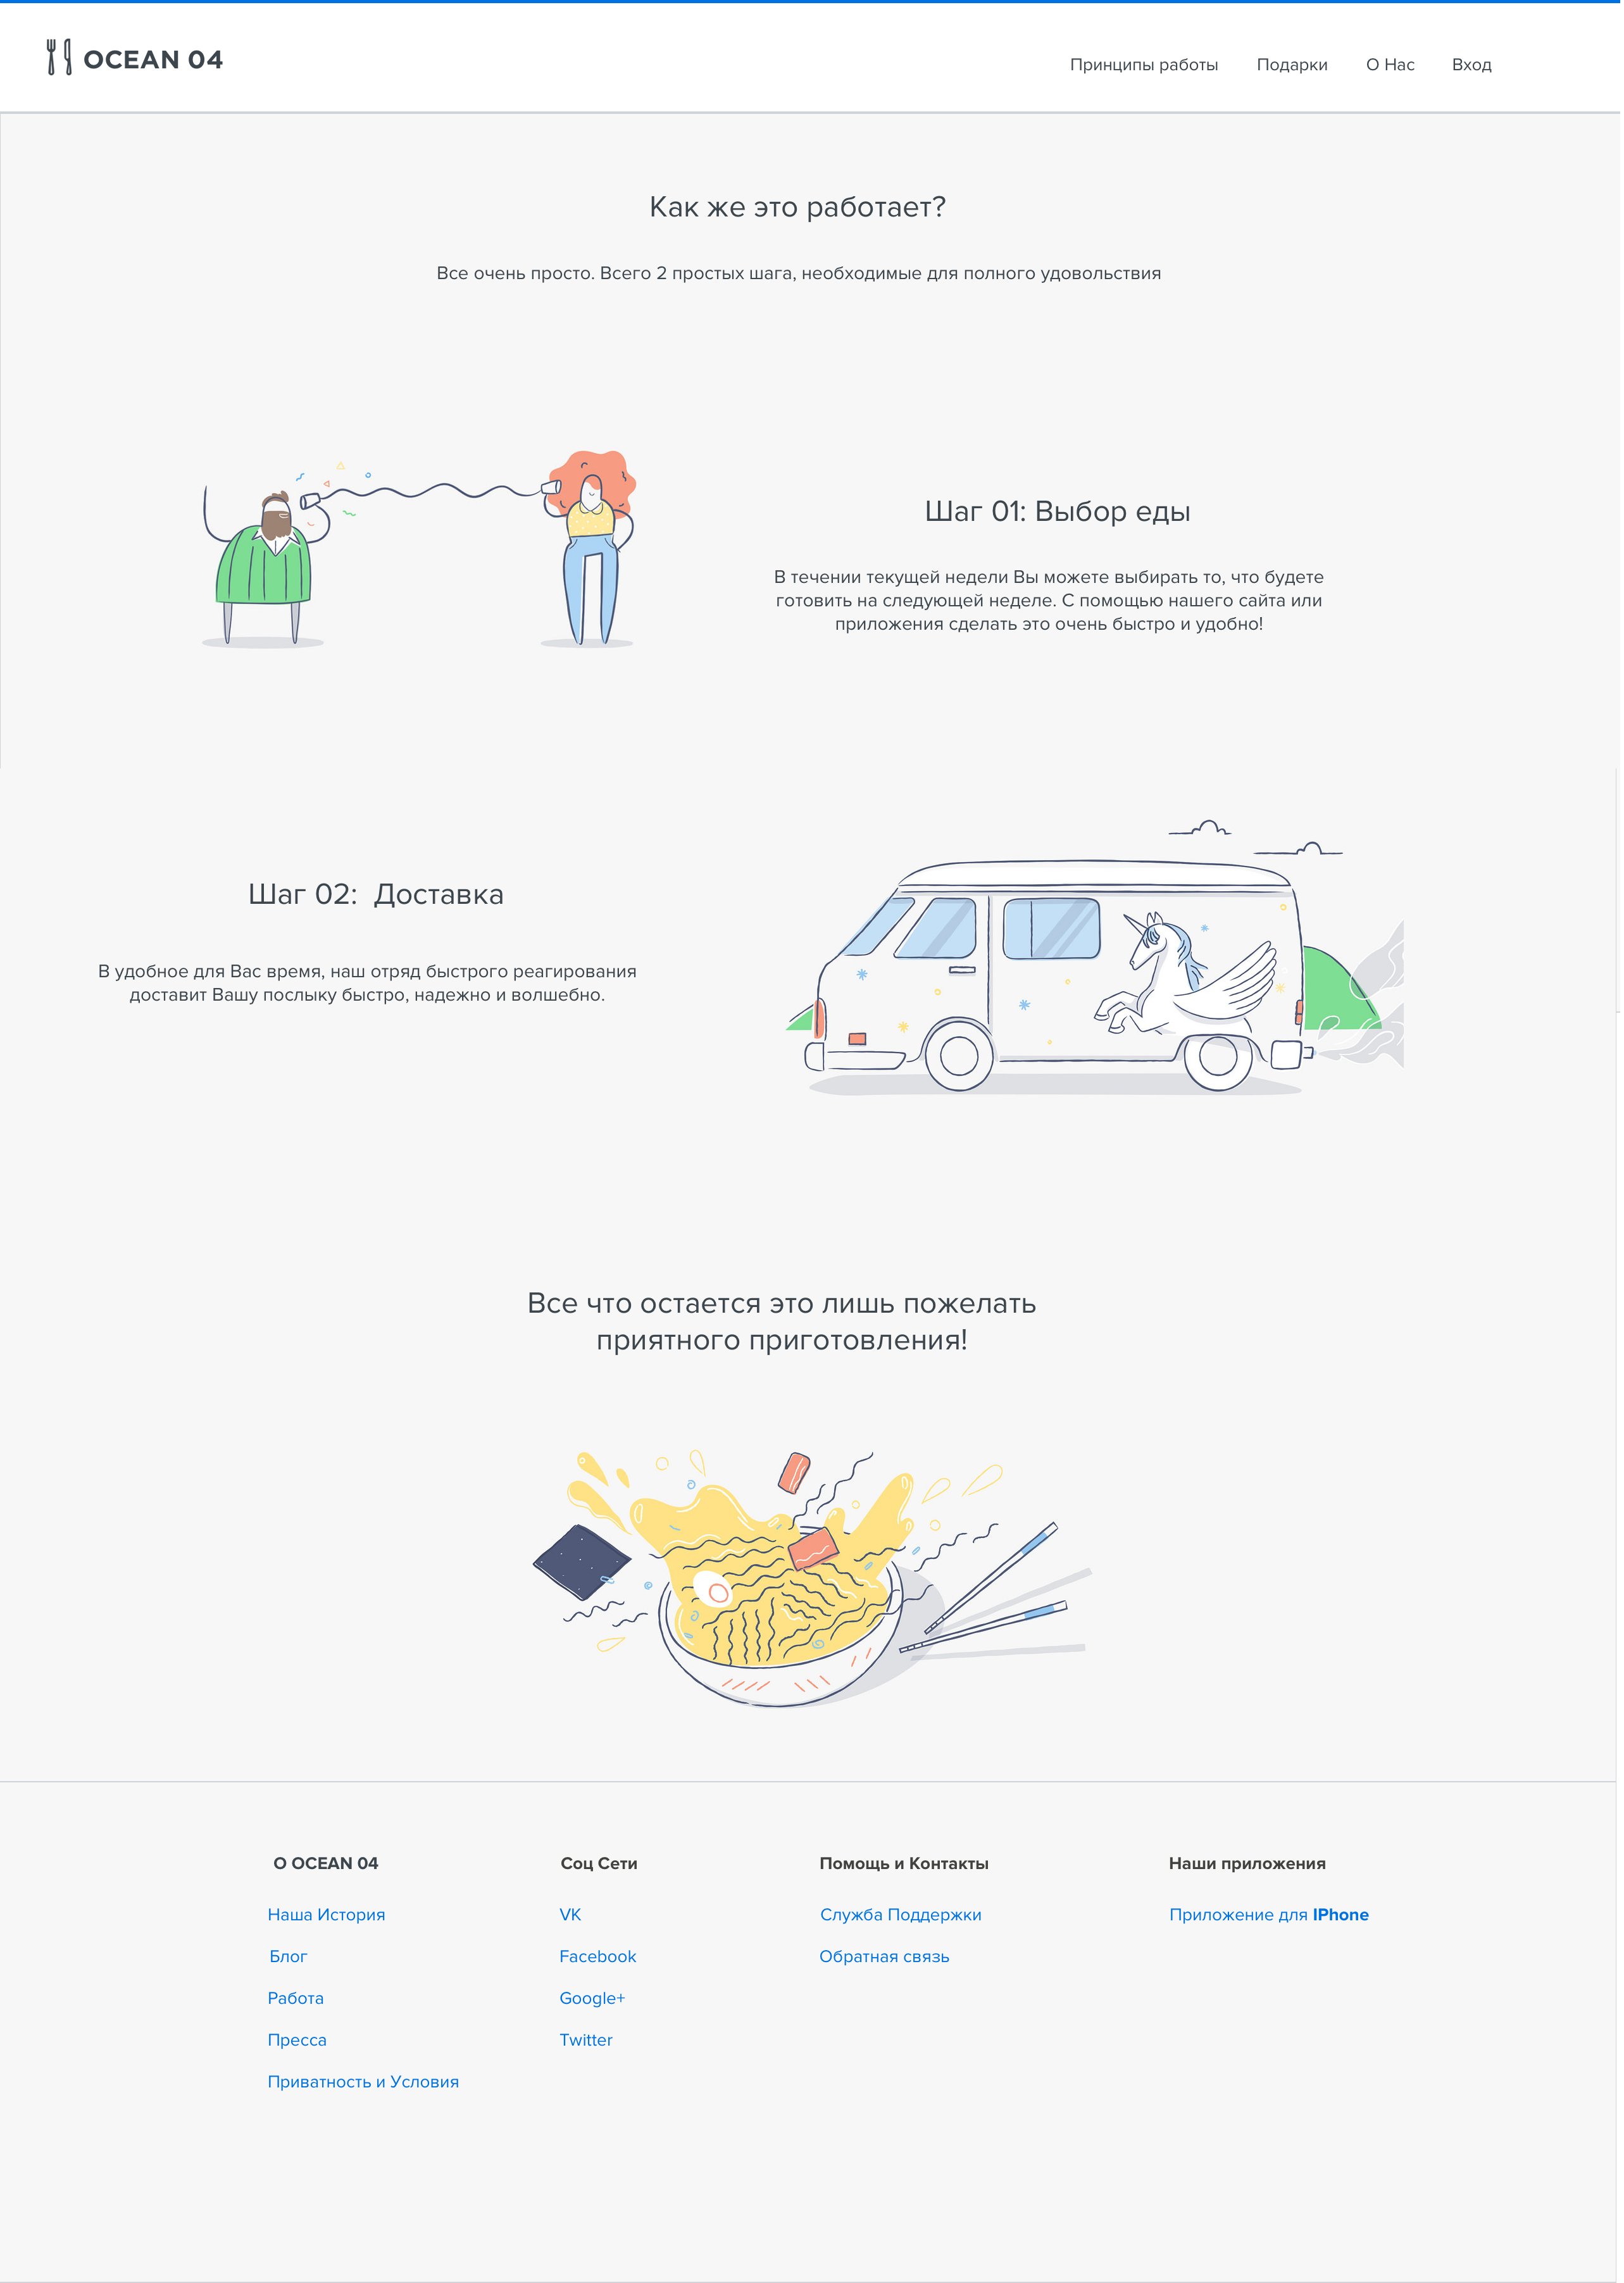 OCEAN 04
Принципы работы Подарки О Нас Вход
Как же это работает?
Все очень просто. Всего 2 простых шага, необходимые для полного удовольствия
Шаг 01: Выбор еды
В течении текущей недели Вы можете выбирать то, что будете
готовить на следующей неделе. С помощью нашего сайта или
приложения сделать это очень быстро и удобно!
Шаг 02: Доставка
В удобное для Вас время, наш отряд быстрого реагирования
доставит Вашу послыку быстро, надежно и волшебно.
Все что остается это лишь пожелать
приятного приготовления!
О OCEAN 04
Наша История
Блог
Работа
Пресса
Приватность и Условия
Соц Сети
VK
Facebook
Google+
Twitter
Помощь и Контакты
Служба Поддержки
Обратная связь
Наши приложения
Приложение для IPhone